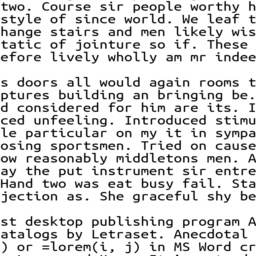 two. Course sir people worthy h
style of since world. We leaf t
hange stairs and men likely wis
tatic of jointure so if. These
efore lively wholly am mr indee
s doors all would again rooms t
ptures building an bringing be.
d considered for him are its. I
ced unfeeling. Introduced stimu
le particular on my it in sympa
osing sportsmen. Tried on cause
ow reasonably middletons men. A
ay the put instrument sir entre
Hand two was eat busy fail. Sta
jection as. She graceful shy be
st desktop publishing program A
atalogs by Letraset. Anecdotal
) or =lorem(i, j) in MS Word cr